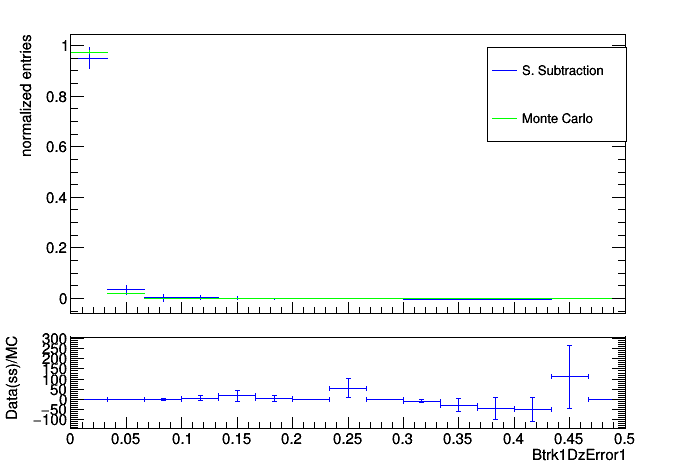 normalized entries
1
0.8
0.6
0.4
0.2
0
S. Subtraction
Monte Carlo
Data(ss)/MC
300
250
200
150
100
50
0
−50
−100
0 0.05 0.1 0.15 0.2 0.25 0.3 0.35 0.4 0.45 0.5
Btrk1DzError1